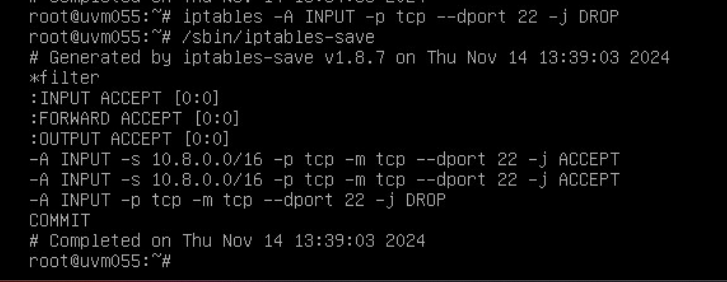 root@uvm055:~# iptables -A INPUT -p tcp --dport 22 -j DROP
root@uvm055:~# /sbin/iptables-save
# Generated by iptables-save v1.8.7 on Thu Nov 14 13:39:03 2024
*filter
:INPUT ACCEPT [0:0]
:FORWARD ACCEPT [0:0]
:OUTPUT ACCEPT [0:0]
-A INPUT -s 10.8.0.0/16 -p tcp -m tcp --dport 22 -j ACCEPT
-A INPUT -s 10.8.0.0/16 -p tcp -m tcp --dport 22 -j ACCEPT
-A INPUT -p tcp -m tcp --dport 22 -j DROP
COMMIT
# Completed on Thu Nov 14 13:39:03 2024
root@uvm055:~#